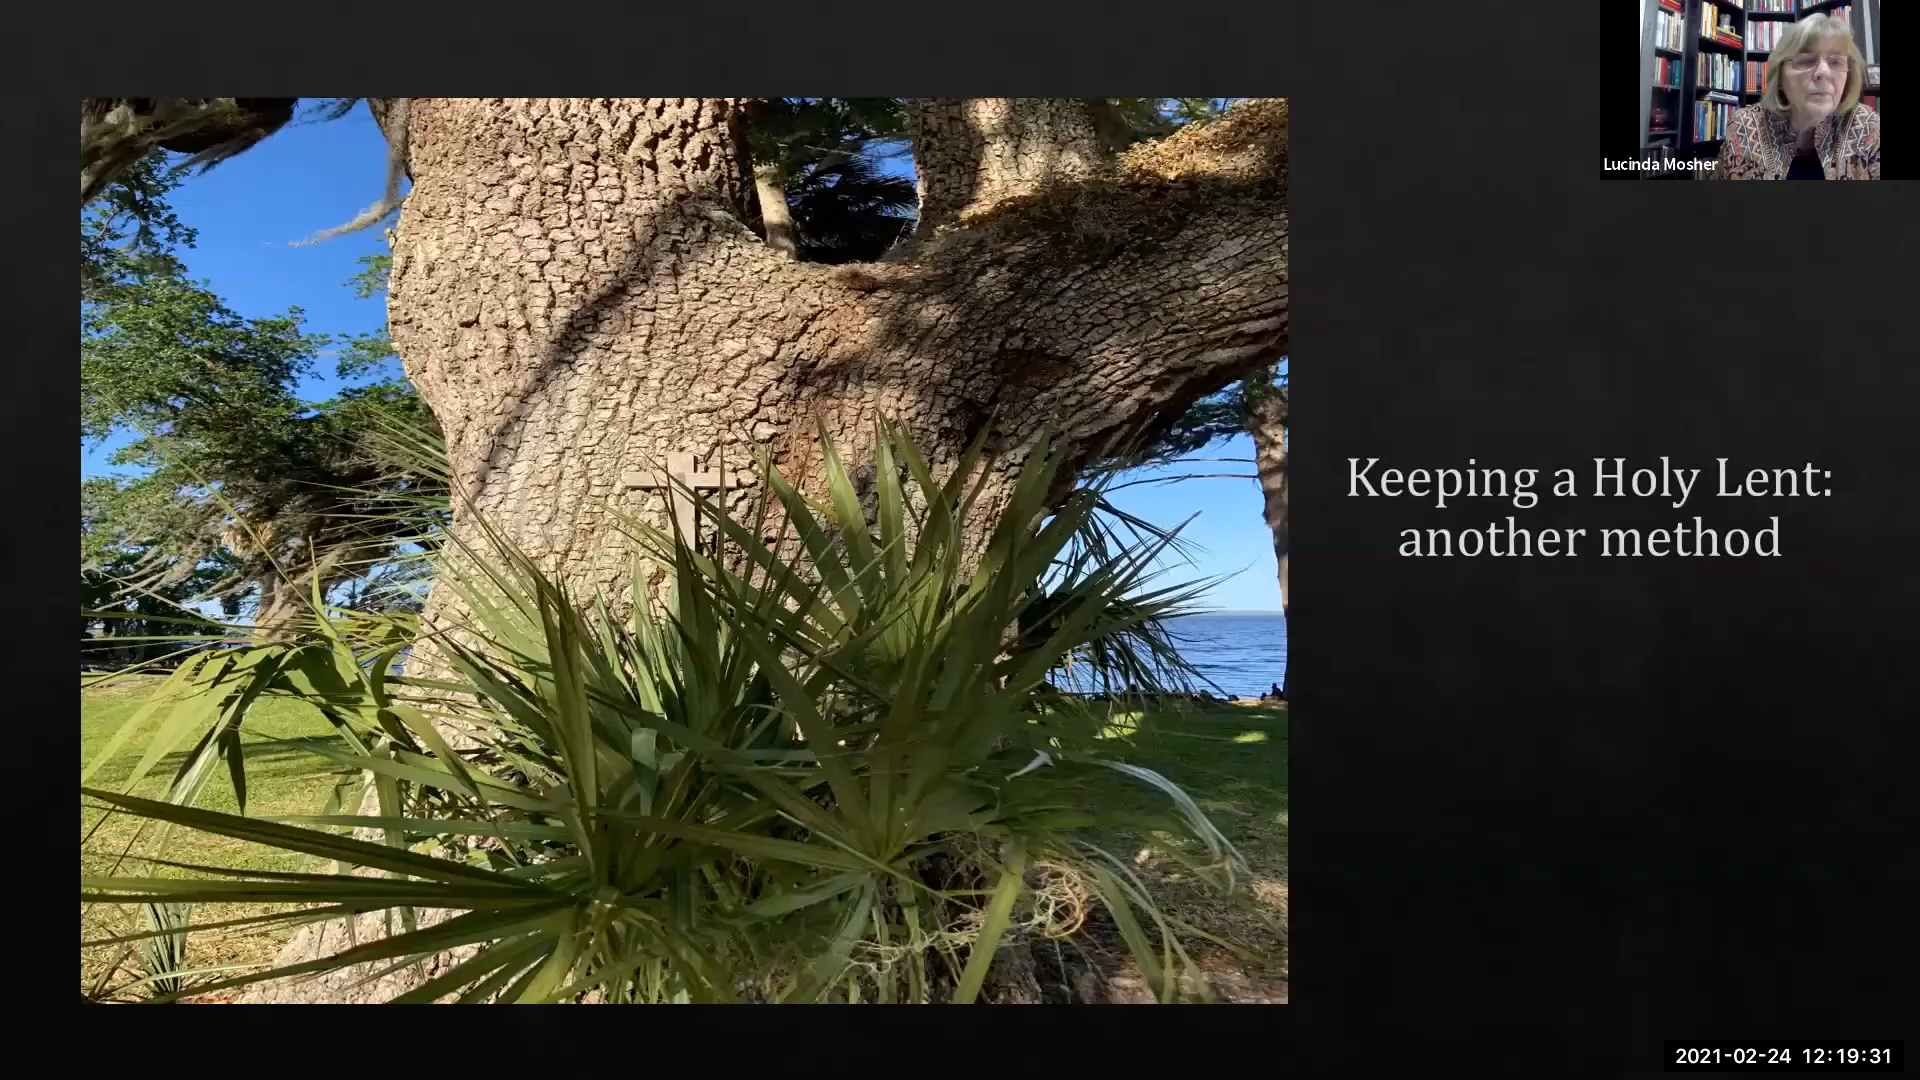 Lucinda Mosher
Keeping a Holy Lent:
another method
2021-02-24 12:19:31